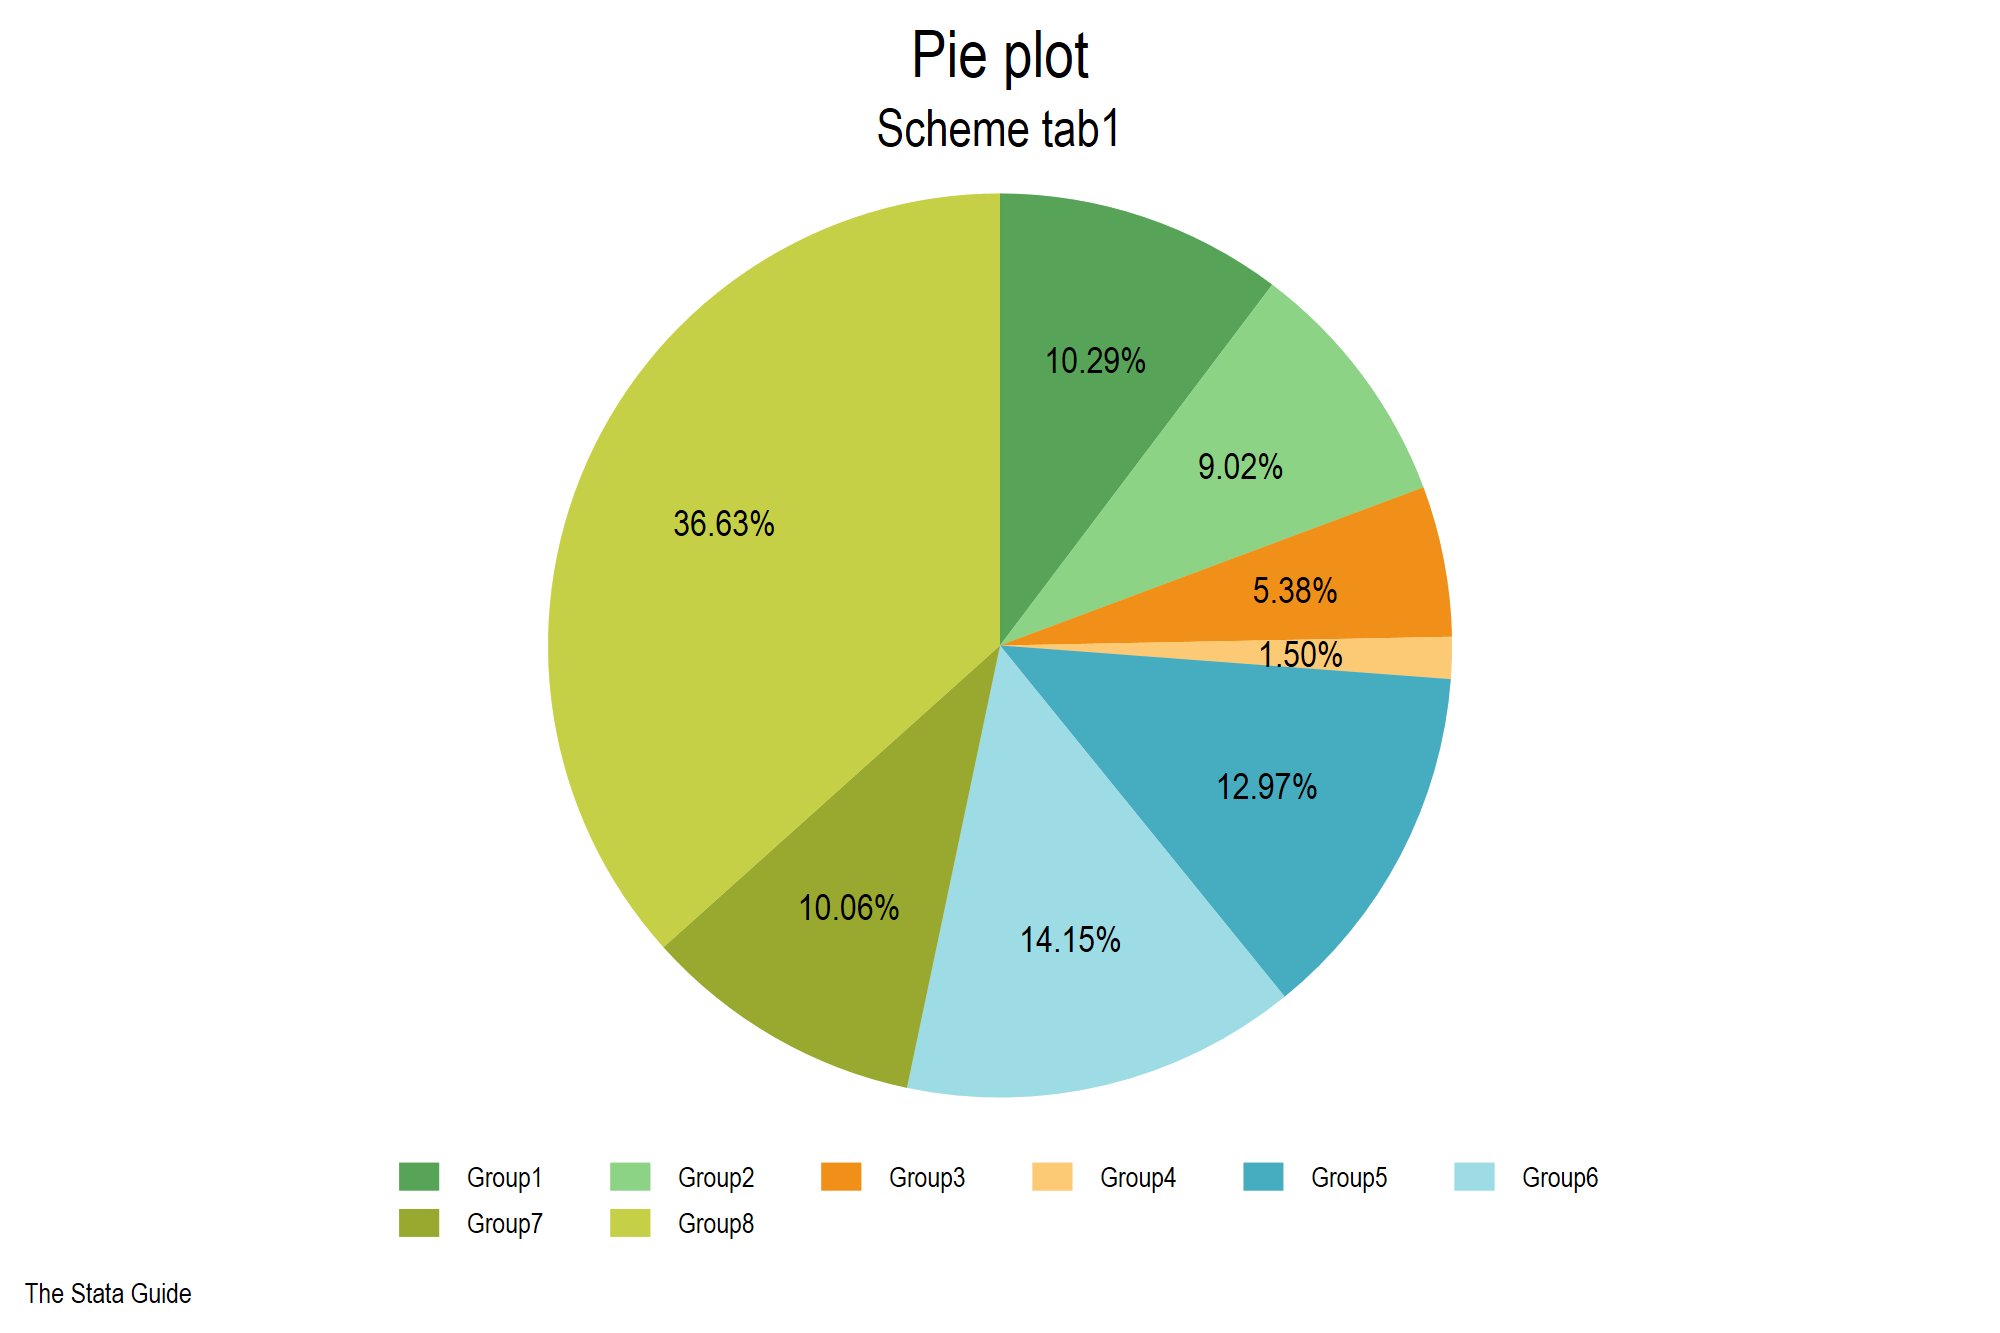 Pie plot
Scheme tab1
10.29%
9.02%
36.63%
5.38%
1.50%
12.97%
10.06%
14.15%
Group1 Group2 Group3 Group4 Group5 Group6
Group7 Group8
The Stata Guide